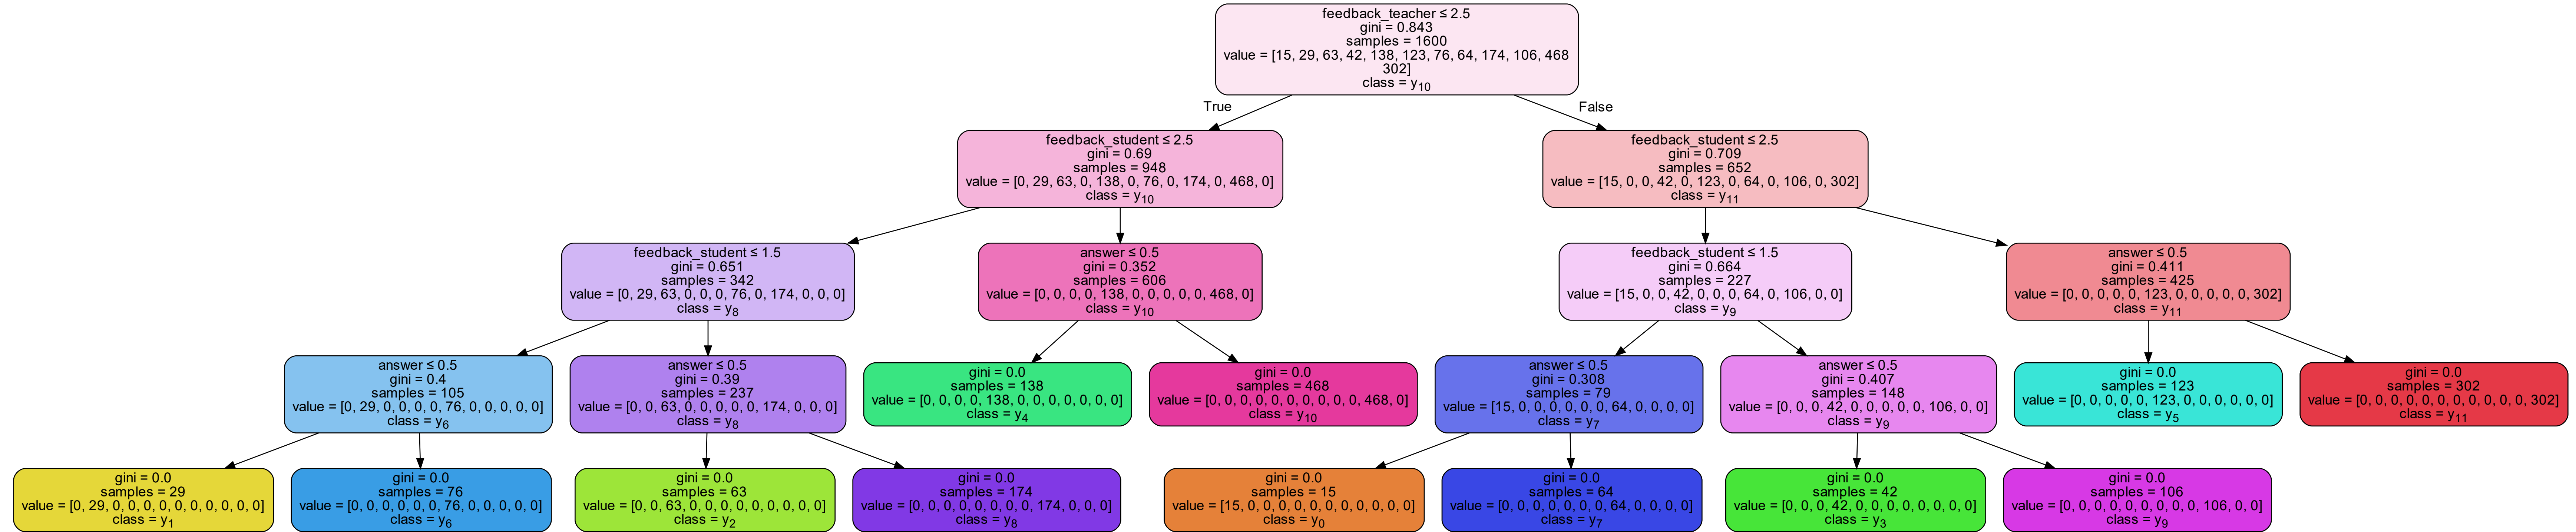 feedback_teacher ≤ 2.5
gini = 0.843
samples = 1600
value = [15, 29, 63, 42, 138, 123, 76, 64, 174, 106, 468
302]
class = y10
True
False
feedback_student ≤ 2.5
gini = 0.69
samples = 948
value = [0, 29, 63, 0, 138, 0, 76, 0, 174, 0, 468, 0]
class = y10
feedback_student ≤ 2.5
gini = 0.709
samples = 652
value = [15, 0, 0, 42, 0, 123, 0, 64, 0, 106, 0, 302]
class = y11
feedback_student ≤ 1.5
gini = 0.651
samples = 342
value = [0, 29, 63, 0, 0, 0, 76, 0, 174, 0, 0, 0]
class = y8
answer ≤ 0.5
gini = 0.352
samples = 606
value = [0, 0, 0, 0, 138, 0, 0, 0, 0, 0, 468, 0]
class = y10
feedback_student ≤ 1.5
gini = 0.664
samples = 227
value = [15, 0, 0, 42, 0, 0, 0, 64, 0, 106, 0, 0]
class = y9
answer ≤ 0.5
gini = 0.411
samples = 425
value = [0, 0, 0, 0, 0, 123, 0, 0, 0, 0, 0, 302]
class = y11
answer ≤ 0.5
gini = 0.4
samples = 105
value = [0, 29, 0, 0, 0, 0, 76, 0, 0, 0, 0, 0]
class = y6
answer ≤ 0.5
gini = 0.39
samples = 237
value = [0, 0, 63, 0, 0, 0, 0, 0, 174, 0, 0, 0]
class = y8
gini = 0.0
samples = 138
value = [0, 0, 0, 0, 138, 0, 0, 0, 0, 0, 0, 0]
class = y4
gini = 0.0
samples = 468
value = [0, 0, 0, 0, 0, 0, 0, 0, 0, 0, 468, 0]
class = y10
answer ≤ 0.5
gini = 0.308
samples = 79
value = [15, 0, 0, 0, 0, 0, 0, 64, 0, 0, 0, 0]
class = y7
answer ≤ 0.5
gini = 0.407
samples = 148
value = [0, 0, 0, 42, 0, 0, 0, 0, 0, 106, 0, 0]
class = y9
gini = 0.0
samples = 123
value = [0, 0, 0, 0, 0, 123, 0, 0, 0, 0, 0, 0]
class = y5
gini = 0.0
samples = 302
value = [0, 0, 0, 0, 0, 0, 0, 0, 0, 0, 0, 302]
class = y11
gini = 0.0
samples = 29
value = [0, 29, 0, 0, 0, 0, 0, 0, 0, 0, 0, 0]
class = y1
gini = 0.0
samples = 76
value = [0, 0, 0, 0, 0, 0, 76, 0, 0, 0, 0, 0]
class = y6
gini = 0.0
samples = 63
value = [0, 0, 63, 0, 0, 0, 0, 0, 0, 0, 0, 0]
class = y2
gini = 0.0
samples = 174
value = [0, 0, 0, 0, 0, 0, 0, 0, 174, 0, 0, 0]
class = y8
gini = 0.0
samples = 15
value = [15, 0, 0, 0, 0, 0, 0, 0, 0, 0, 0, 0]
class = y0
gini = 0.0
samples = 64
value = [0, 0, 0, 0, 0, 0, 0, 64, 0, 0, 0, 0]
class = y7
gini = 0.0
samples = 42
value = [0, 0, 0, 42, 0, 0, 0, 0, 0, 0, 0, 0]
class = y3
gini = 0.0
samples = 106
value = [0, 0, 0, 0, 0, 0, 0, 0, 0, 106, 0, 0]
class = y9